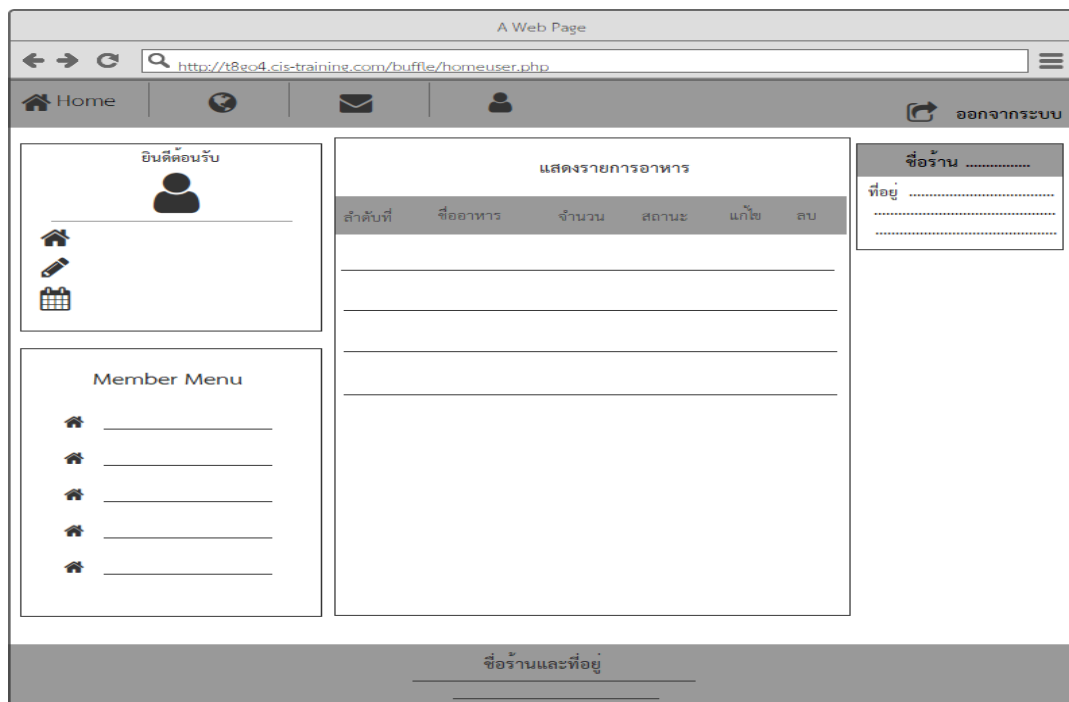 A Web Page
http://t8go4.cis-training.com/buffle/homeuser.php
Home
ออกจากระบบ
ยินดีต้อนรับ
Member Menu
แสดงรายการอาหาร
ลำดับที่ ชื่ออาหาร จำนวน สถานะ แก้ไข ลบ
ชื่อร้าน ................
ที่อยู่ ....................................
.............................................
.............................................
ชื่อร้านและที่อยู่